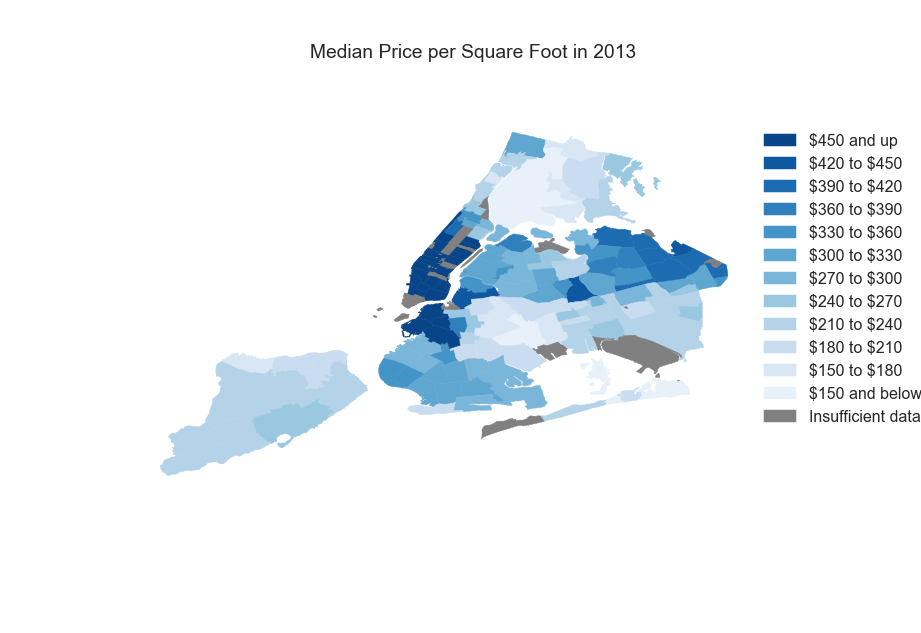 Median Price per Square Foot in 2013
$450 and up
$420 to $450
$390 to $420
$360 to $390
$330 to $360
$300 to $330
$270 to $300
$240 to $270
$210 to $240
$180 to $210
$150 to $180
$150 and below
Insufficient data